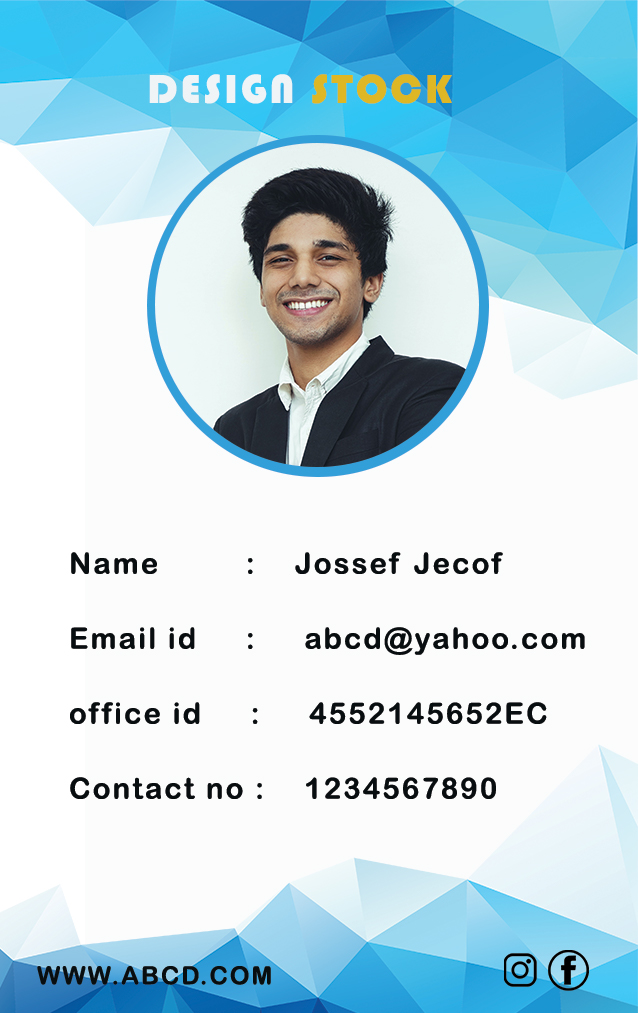 DESIGN STOCK
Name : Jossef Jecof
Email id : abcd@yahoo.com
office id : 4552145652EC
Contact no : 1234567890
WWW.ABCD.COM